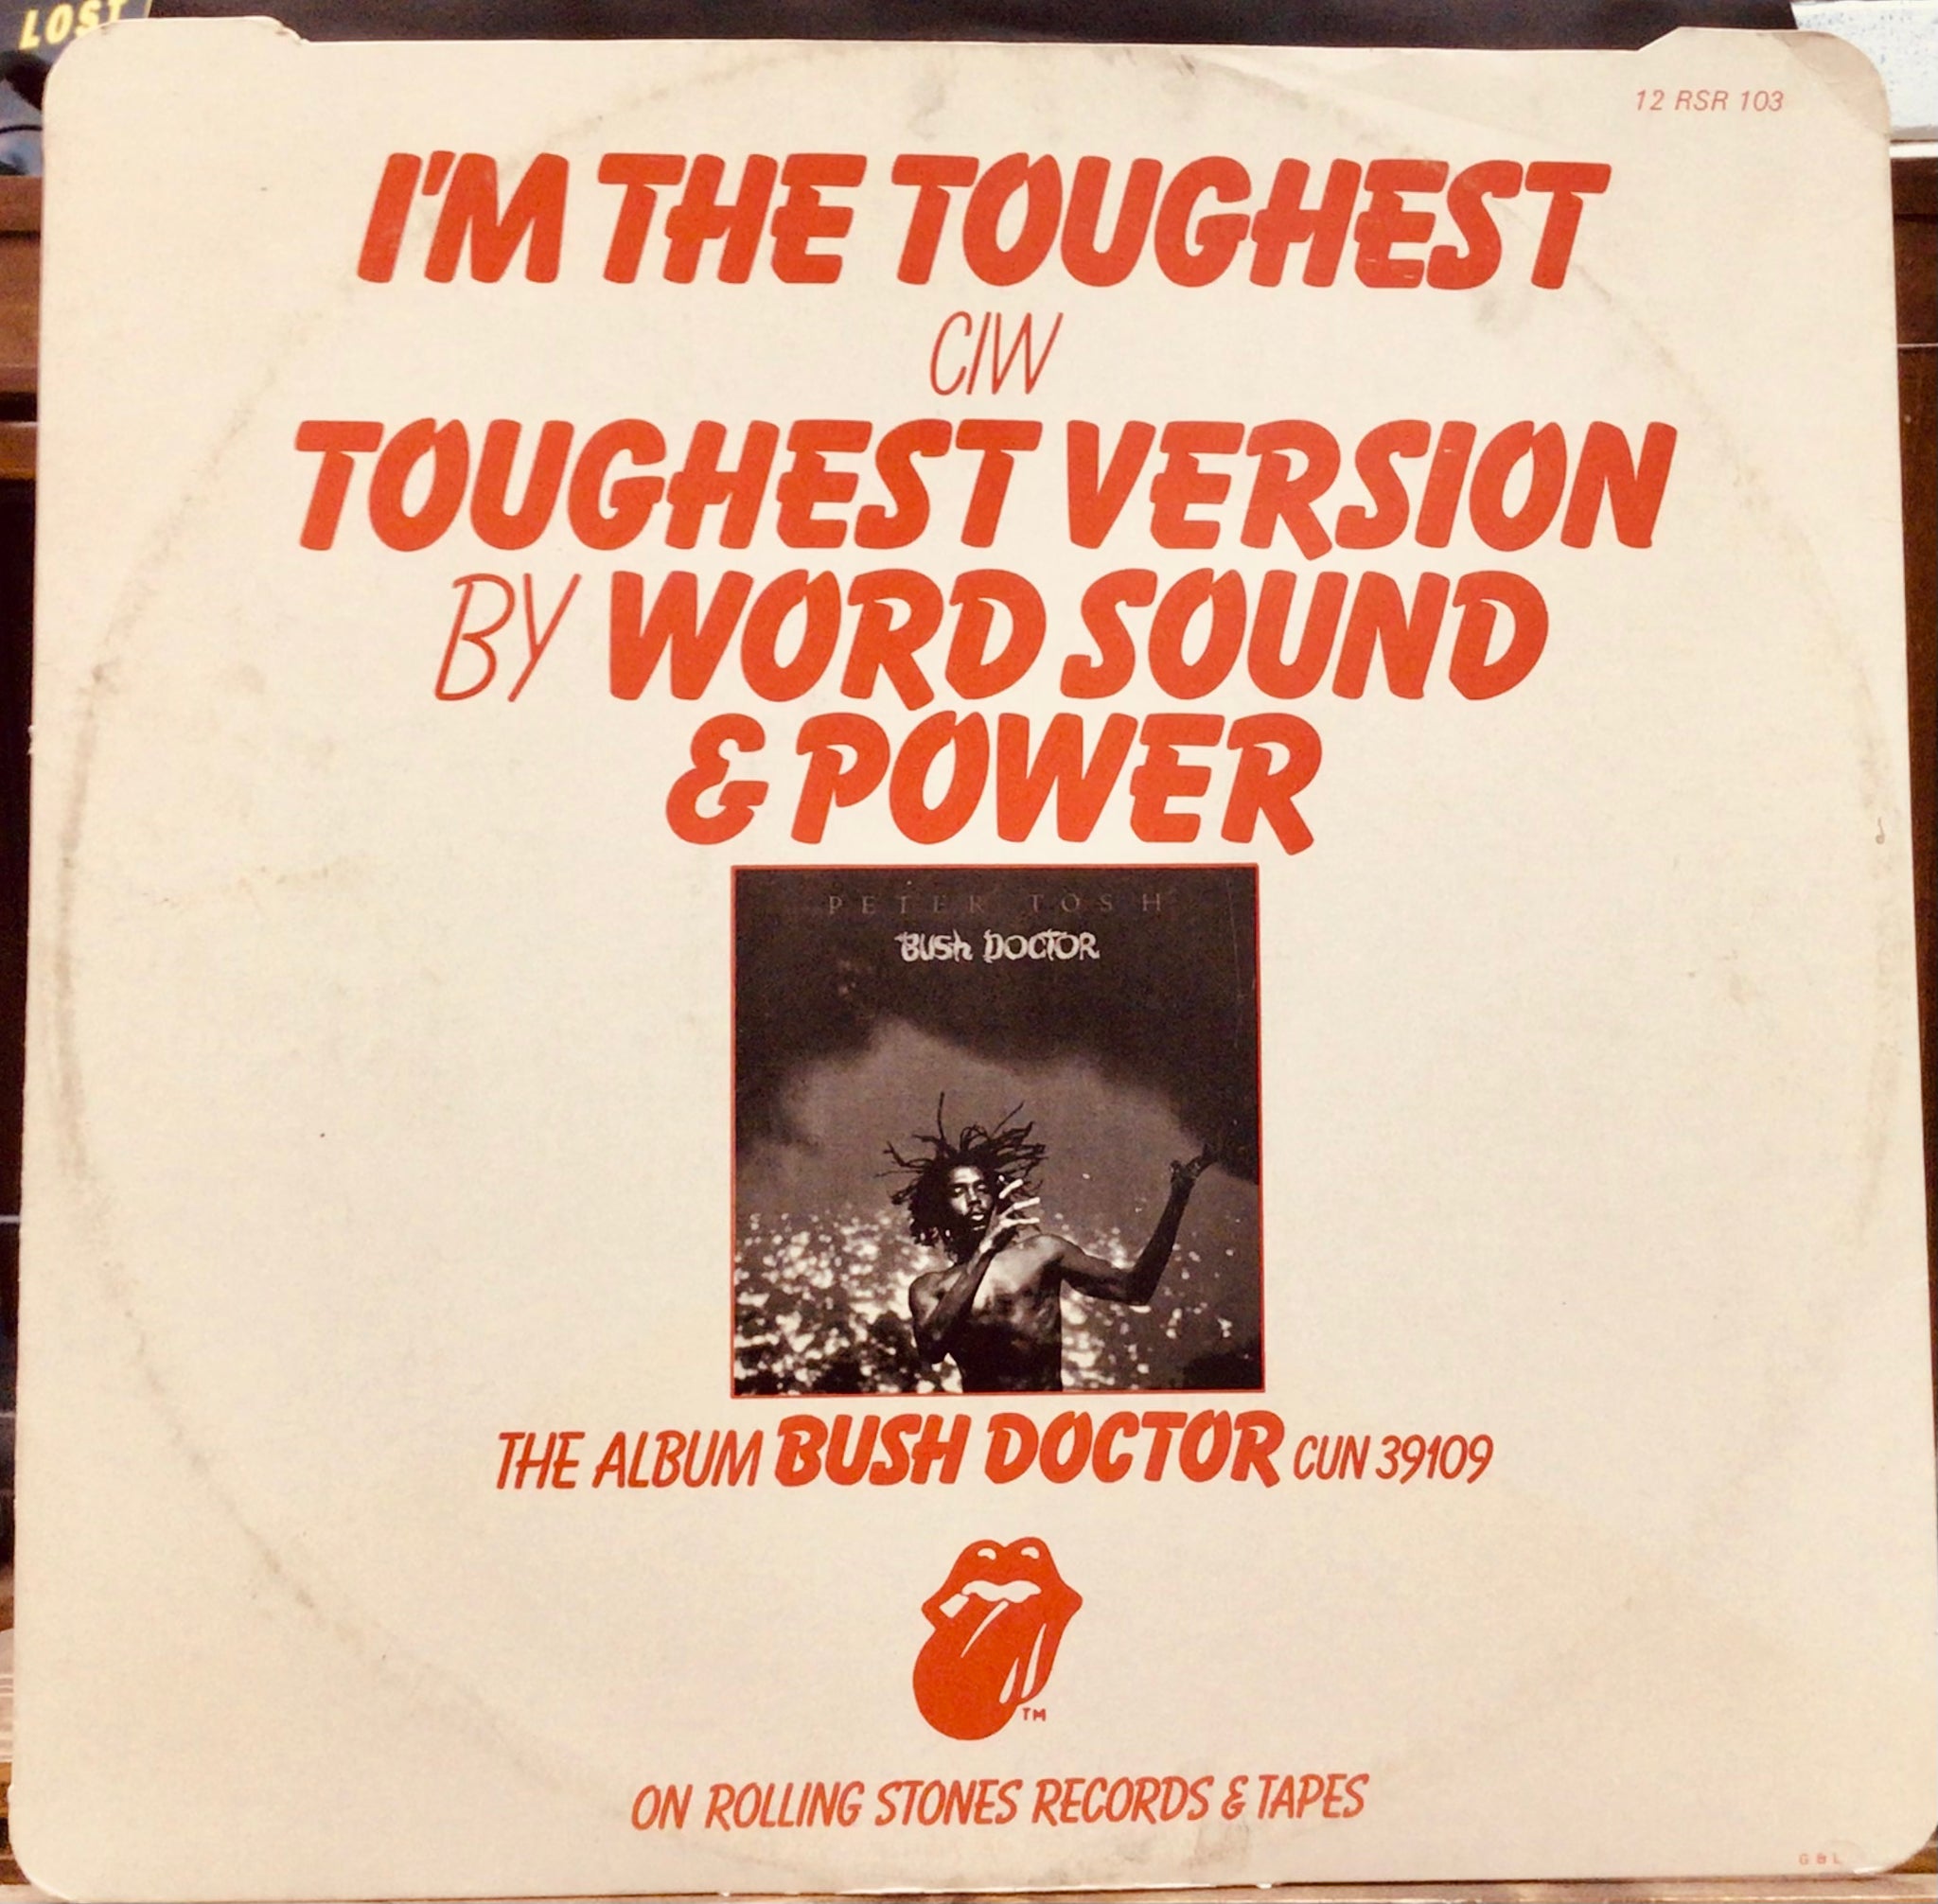 LOST
12 RSR 103
I'M THE TOUGHEST
C/W
TOUGHEST VERSION
BY WORD SOUND
& POWER
PETER TOSH
BUSH DOCTOR
THE ALBUM BUSH DOCTOR CUN 39109
TM
ON ROLLING STONES RECORDS & TAPES
G B L